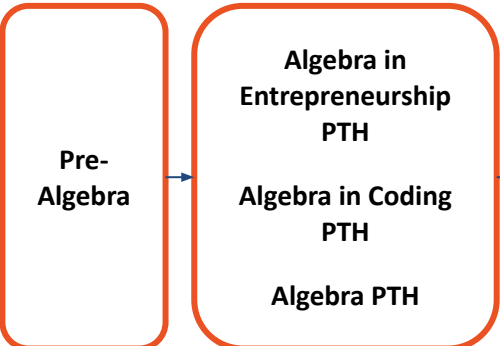 Pre-
Algebra
Algebra in
Entrepreneurship
PTH
Algebra in Coding
PTH
Algebra PTH